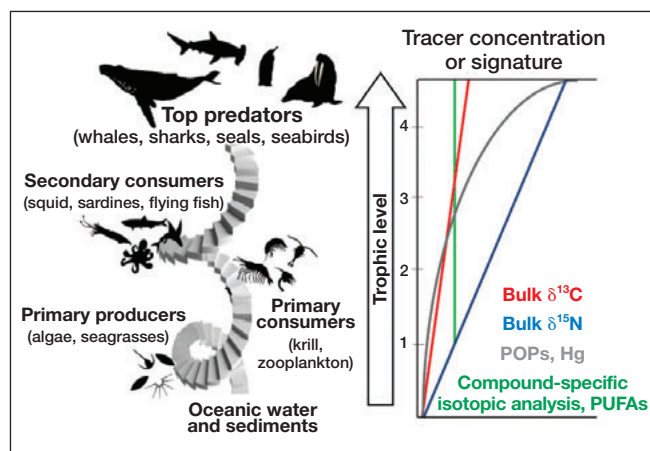 Tracer concentration
or signature
Top predators
(whales, sharks, seals, seabirds)
Secondary consumers
(squid, sardines, flying fish)
Primary producers
(algae, seagrasses)
Primary
consumers
(krill,
zooplankton)
Oceanic water
and sediments
Trophic level
4
3
2
1
Bulk δ¹³C
Bulk δ¹⁵N
POPs, Hg
Compound-specific
isotopic analysis, PUFAs